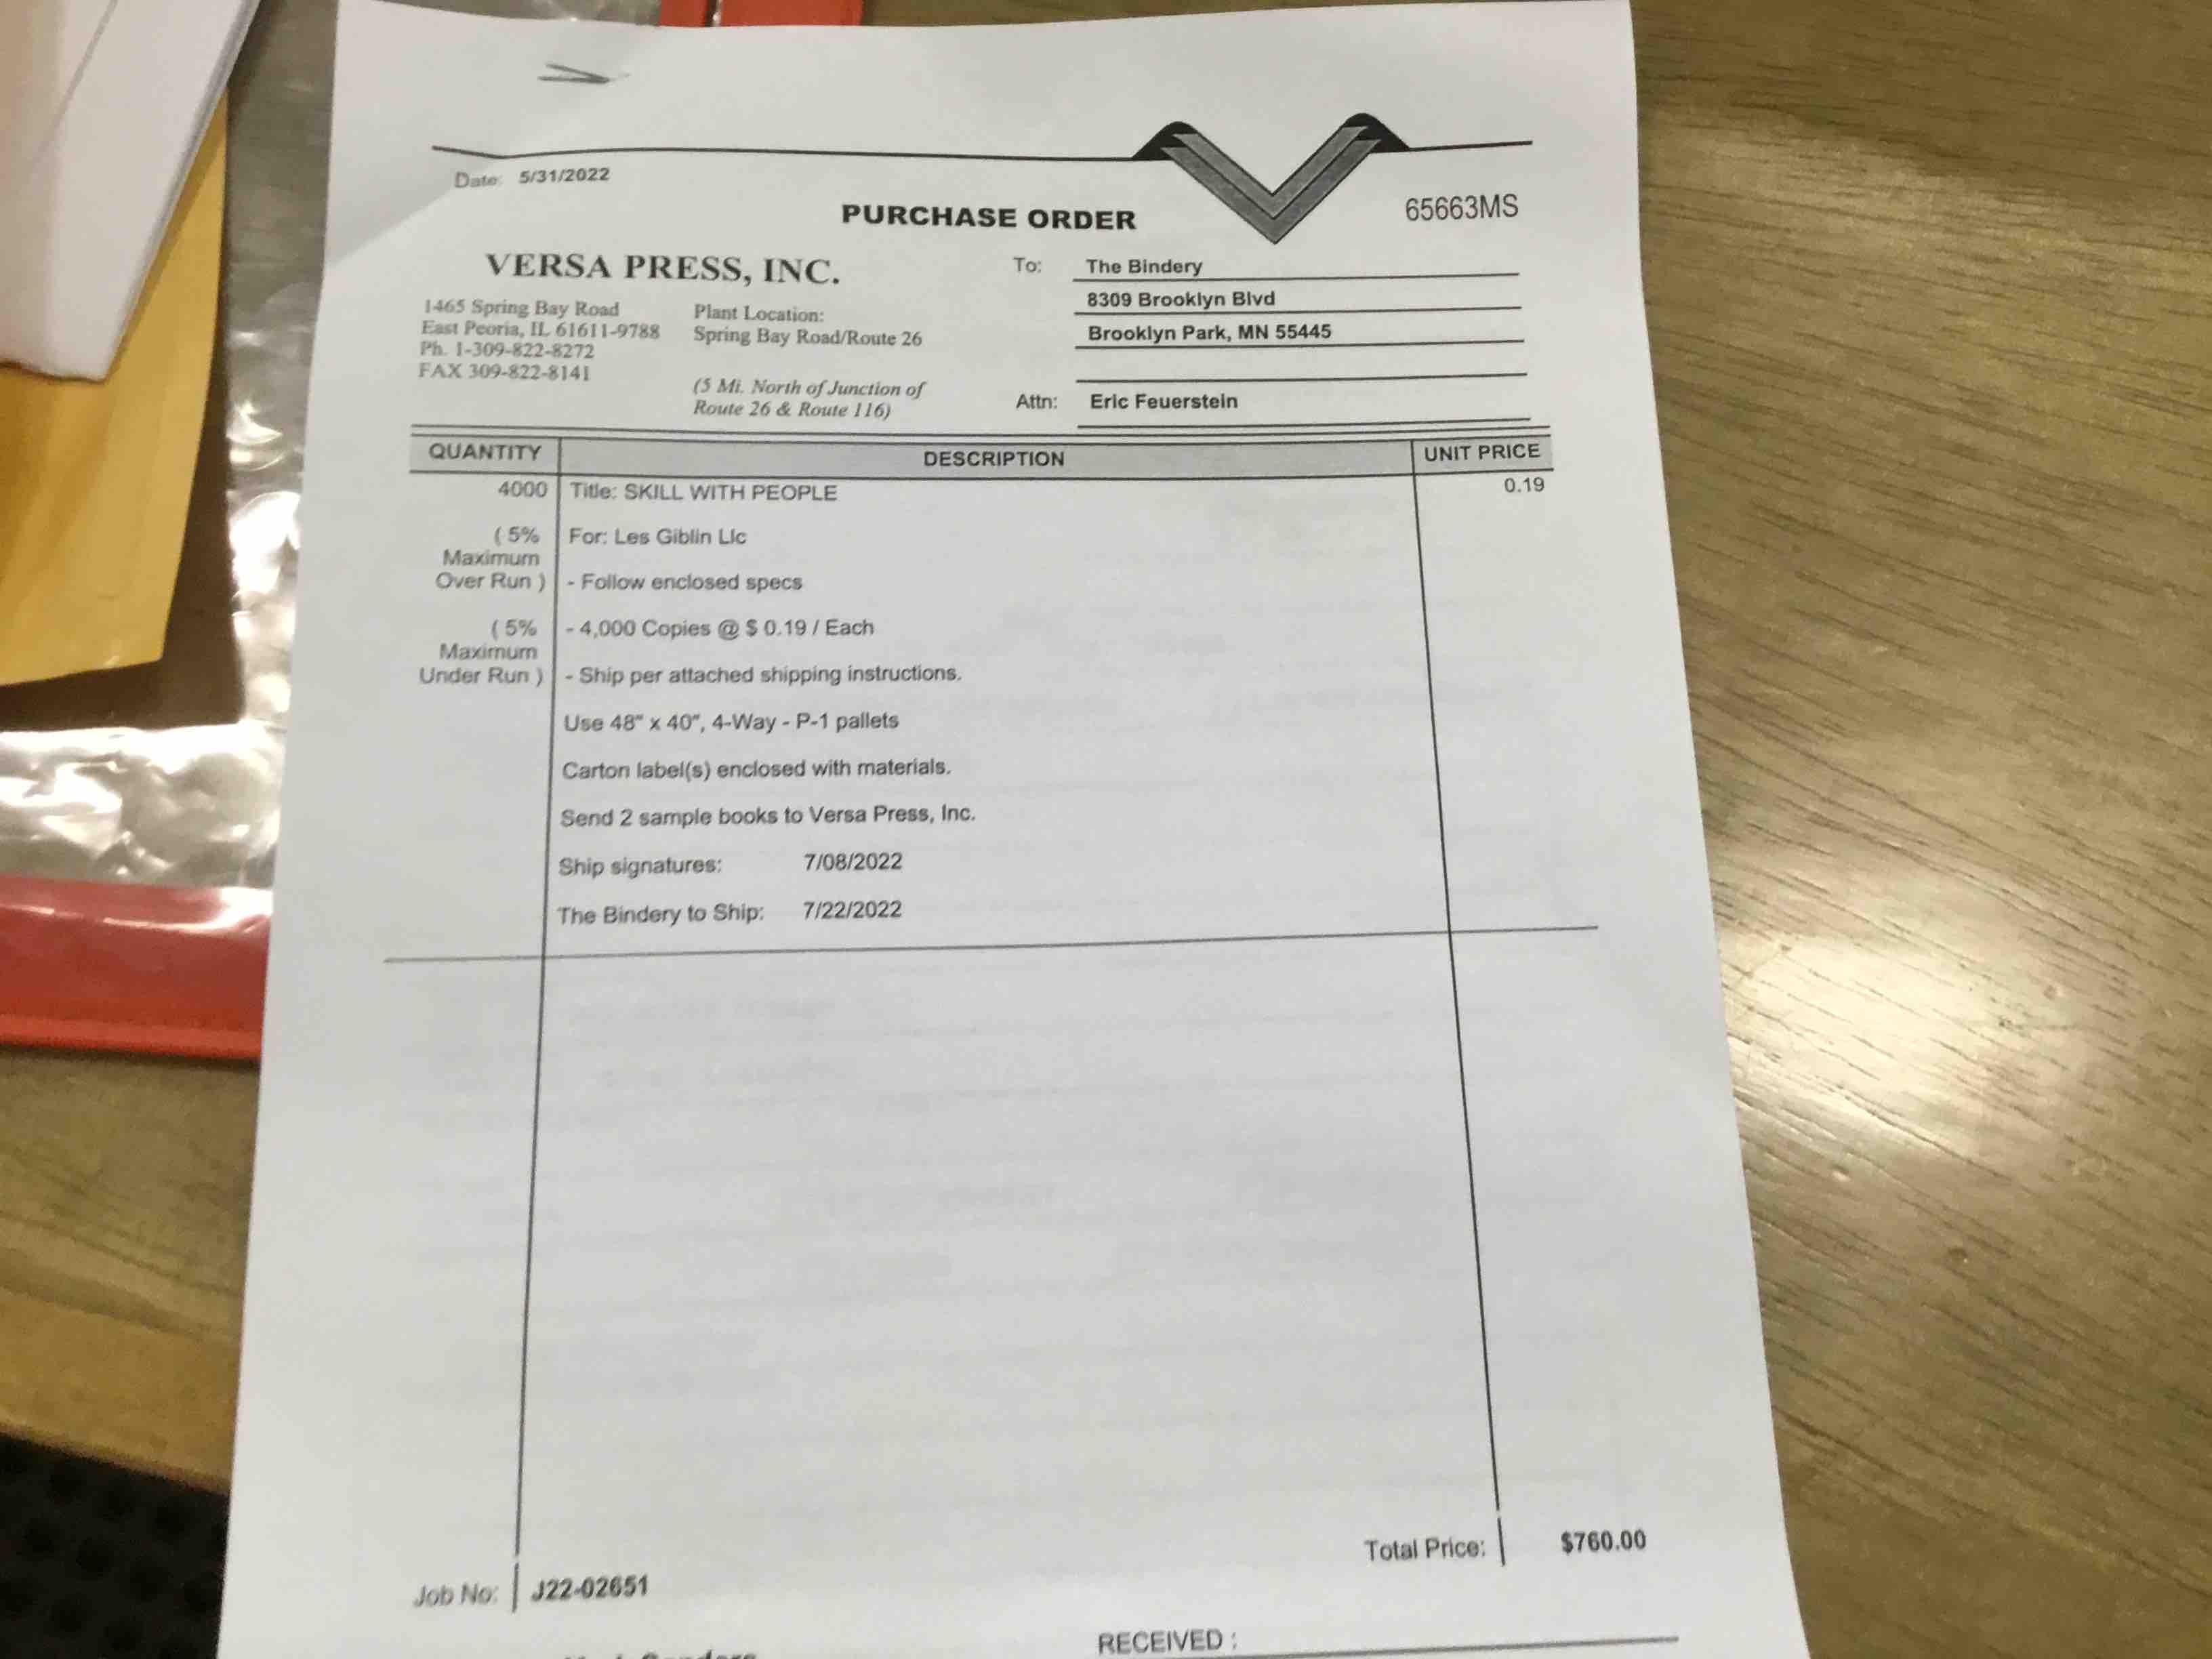 Date: 5/31/2022
PURCHASE ORDER
65663MS
VERSA PRESS, INC.
1465 Spring Bay Road
East Peoria, IL 61611-9788
Ph. 1-309-822-8272
FAX 309-822-8141
Plant Location:
Spring Bay Road/Route 26
(5 Mi. North of Junction of
Route 26 & Route 116)
To: The Bindery
8309 Brooklyn Blvd
Brooklyn Park, MN 55445
Attn: Eric Feuerstein
QUANTITY DESCRIPTION UNIT PRICE
4000 Title: SKILL WITH PEOPLE 0.19
( 5% For: Les Giblin Llc
Maximum
Over Run ) - Follow enclosed specs
( 5% - 4,000 Copies @ $ 0.19 / Each
Maximum
Under Run ) - Ship per attached shipping instructions.
Use 48" x 40", 4-Way - P-1 pallets
Carton label(s) enclosed with materials.
Send 2 sample books to Versa Press, Inc.
Ship signatures: 7/08/2022
The Bindery to Ship: 7/22/2022
Total Price: $760.00
Job No: J22-02651
RECEIVED :